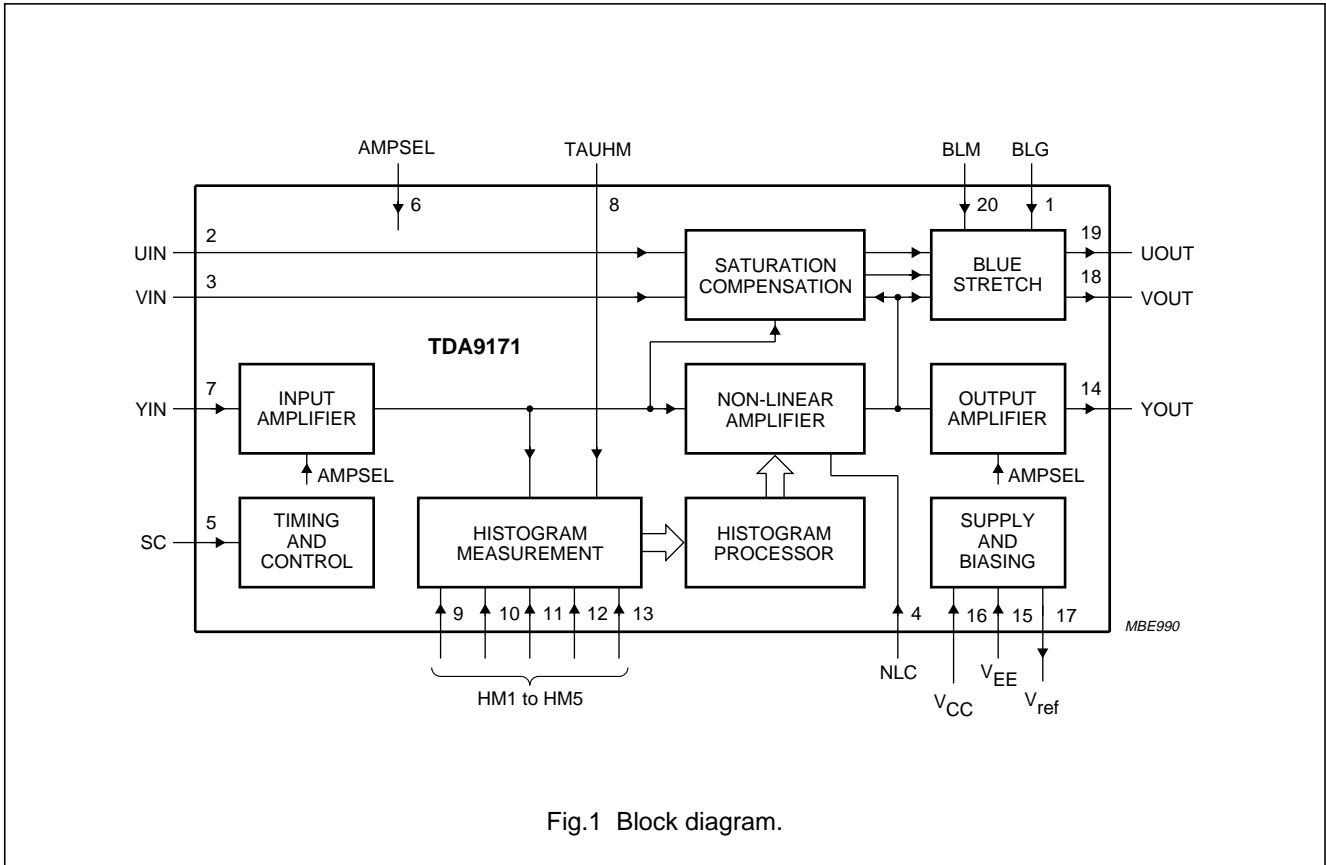 AMPSEL
TAUHM
BLM
BLG
6
8
20
1
UIN
2
SATURATION
COMPENSATION
BLUE
STRETCH
19
UOUT
VIN
3
18
VOUT
TDA9171
YIN
7
INPUT
AMPLIFIER
NON-LINEAR
AMPLIFIER
OUTPUT
AMPLIFIER
14
YOUT
AMPSEL
AMPSEL
SC
5
TIMING
AND
CONTROL
HISTOGRAM
MEASUREMENT
HISTOGRAM
PROCESSOR
SUPPLY
AND
BIASING
9
10
11
12
13
4
16
15
17
MBE990
HM1 to HM5
NLC
VCC
VEE
Vref
Fig.1 Block diagram.